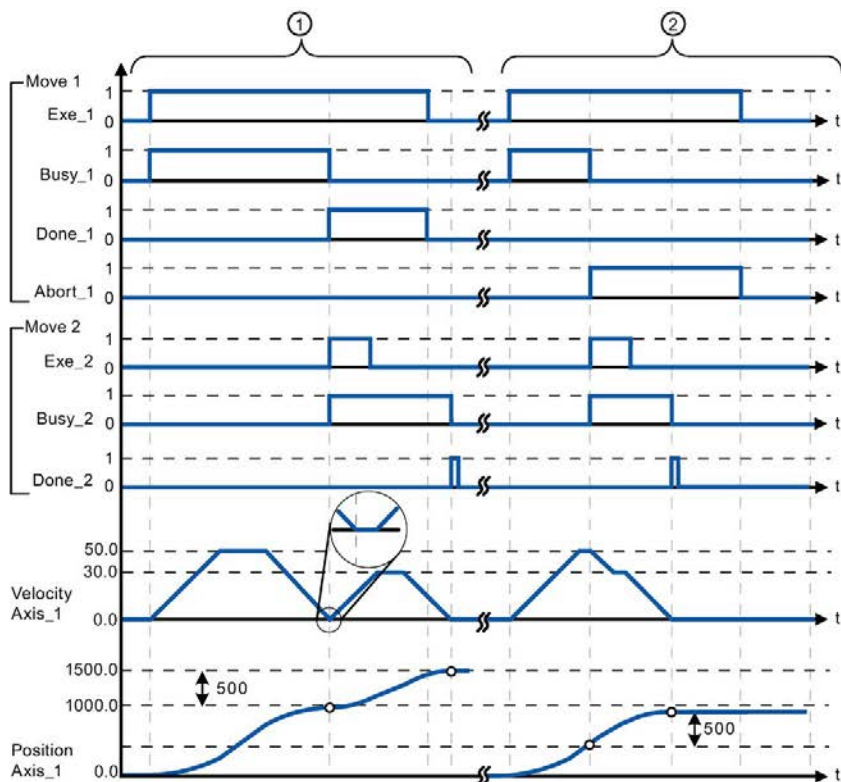 ① ②
Move 1
1
Exe_1 0 t
1
Busy_1 0 t
1
Done_1 0 t
1
Abort_1 0 t
Move 2
1
Exe_2 0 t
1
Busy_2 0 t
1
Done_2 0 t
50.0
30.0
Velocity
Axis_1 0.0 t
1500.0
500
1000.0
500
Position
Axis_1 0.0 t